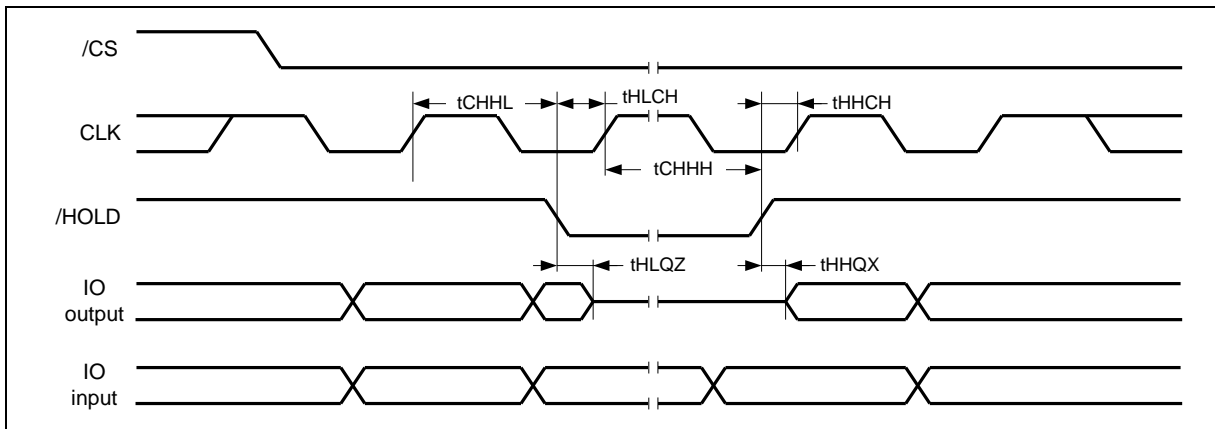 /CS
tCHHL
tHLCH
tHHCH
CLK
tCHHH
/HOLD
tHLQZ
tHHQX
IO
output
IO
input